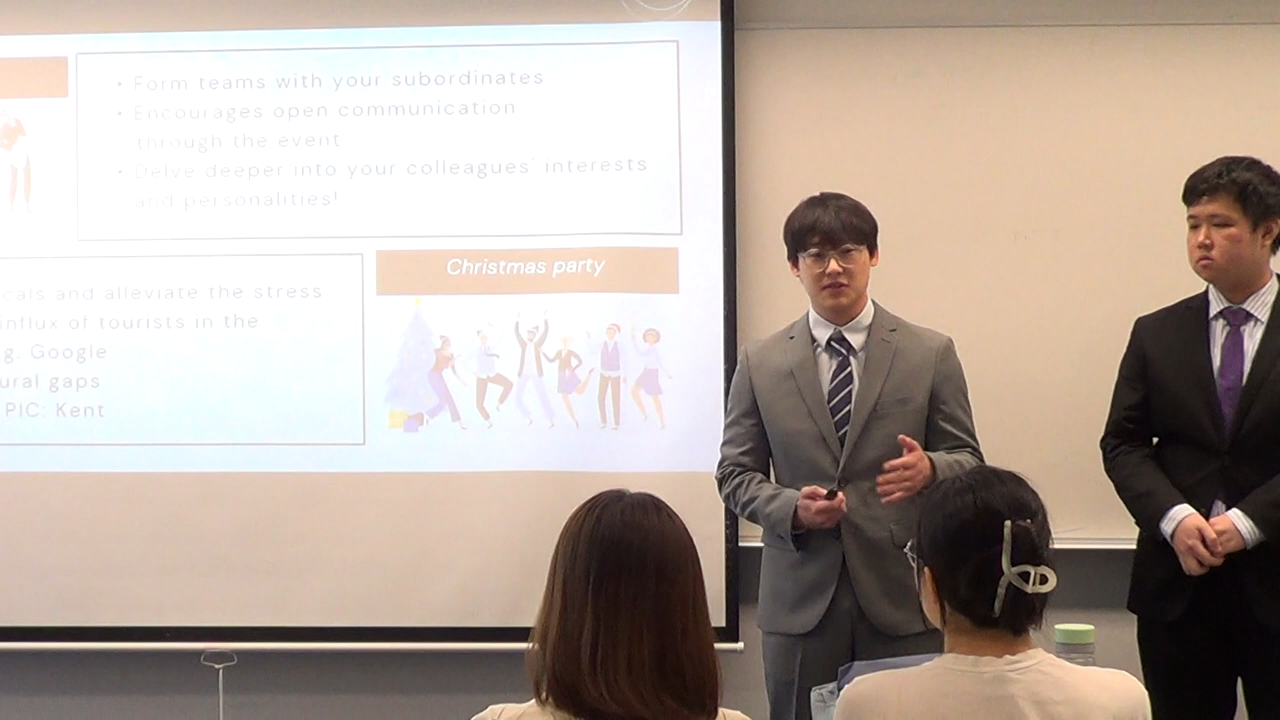 • Form teams with your subordinates
• Encourages open communication
through the event
• Delve deeper into your colleagues' interests
and personalities!
Christmas party
cals and alleviate the stress
influx of tourists in the
g. Google
ural gaps
PIC: Kent